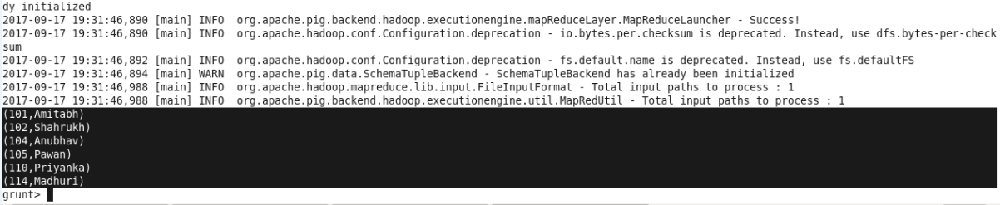 dy initialized
2017-09-17 19:31:46,890 [main] INFO  org.apache.pig.backend.hadoop.executionengine.mapReduceLayer.MapReduceLauncher - Success!
2017-09-17 19:31:46,890 [main] INFO  org.apache.hadoop.conf.Configuration.deprecation - io.bytes.per.checksum is deprecated. Instead, use dfs.bytes-per-check
sum
2017-09-17 19:31:46,892 [main] INFO  org.apache.hadoop.conf.Configuration.deprecation - fs.default.name is deprecated. Instead, use fs.defaultFS
2017-09-17 19:31:46,894 [main] WARN  org.apache.pig.data.SchemaTupleBackend - SchemaTupleBackend has already been initialized
2017-09-17 19:31:46,988 [main] INFO  org.apache.hadoop.mapreduce.lib.input.FileInputFormat - Total input paths to process : 1
2017-09-17 19:31:46,988 [main] INFO  org.apache.pig.backend.hadoop.executionengine.util.MapRedUtil - Total input paths to process : 1
(101,Amitabh)
(102,Shahrukh)
(104,Anubhav)
(105,Pawan)
(110,Priyanka)
(114,Madhuri)
grunt>